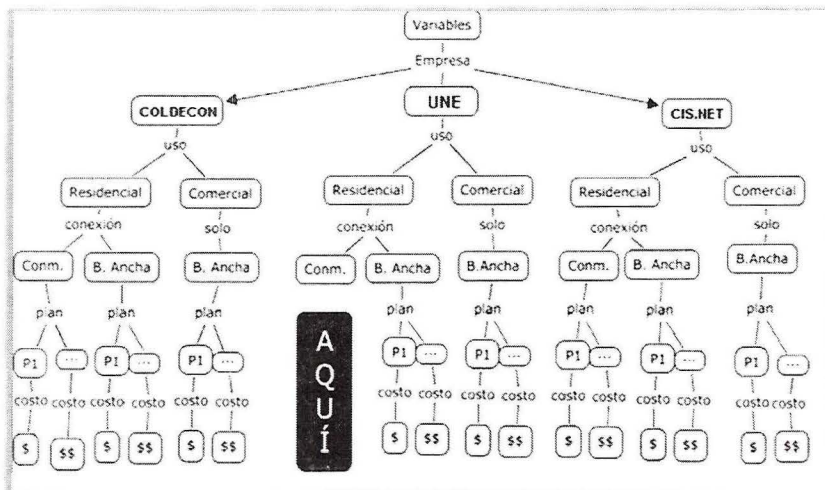 Variables
Empresa
COLDECON UNE CIS.NET
uso uso uso
Residencial Comercial Residencial Comercial Residencial Comercial
conexión solo conexión solo conexión solo
Conm. B. Ancha B. Ancha Conm. B. Ancha B.Ancha Conm. B. Ancha B.Ancha
plan plan plan plan plan plan plan plan
P1 ... P1 ... P1 ... P1 ... P1 ... P1 ... P1 ... P1 ...
costo costo costo costo costo costo costo costo costo costo costo costo costo costo costo costo
$ $$ $ $$ $ $$ $ $$ $ $$ $ $$ $ $$ $ $$
AQUÍ